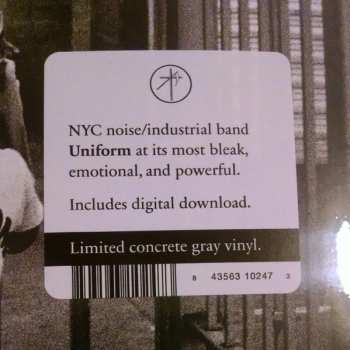 NYC noise/industrial band
Uniform at its most bleak,
emotional, and powerful.
Includes digital download.
Limited concrete gray vinyl.
8 43563 10247 3